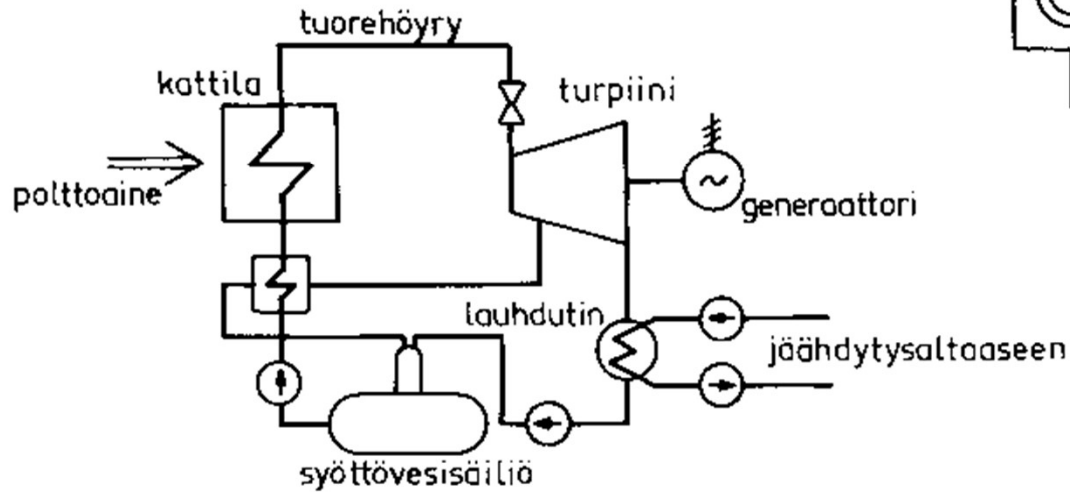 tuorehöyry
kattila
turpiini
polttoaine
generaattori
lauhdutin
jäähdytysaltaaseen
syöttövesisäiliö